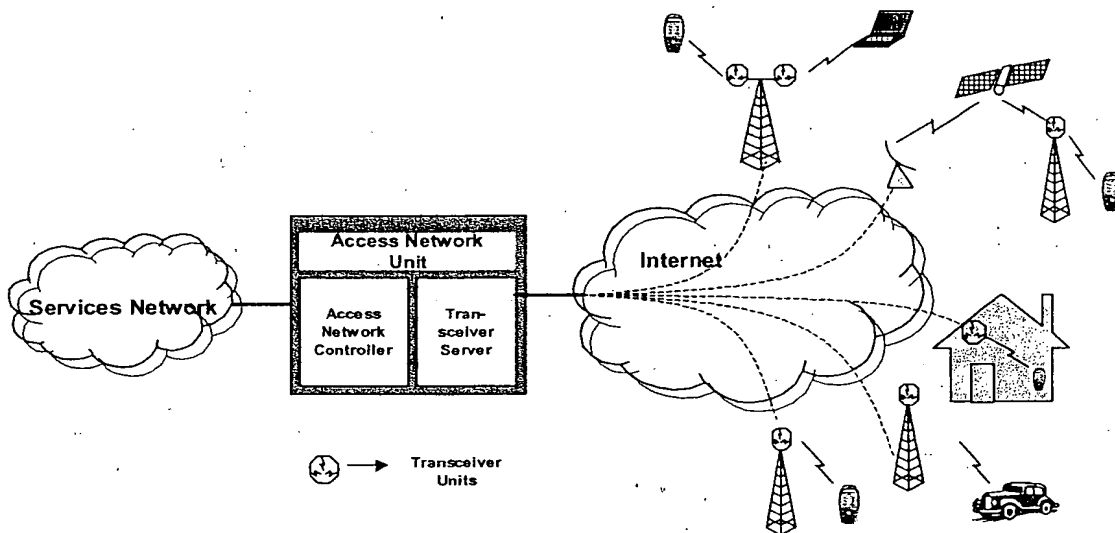 Services Network
Access Network
Unit
Access
Network
Controller
Tran-
sceiver
Server
Internet
Transceiver
Units